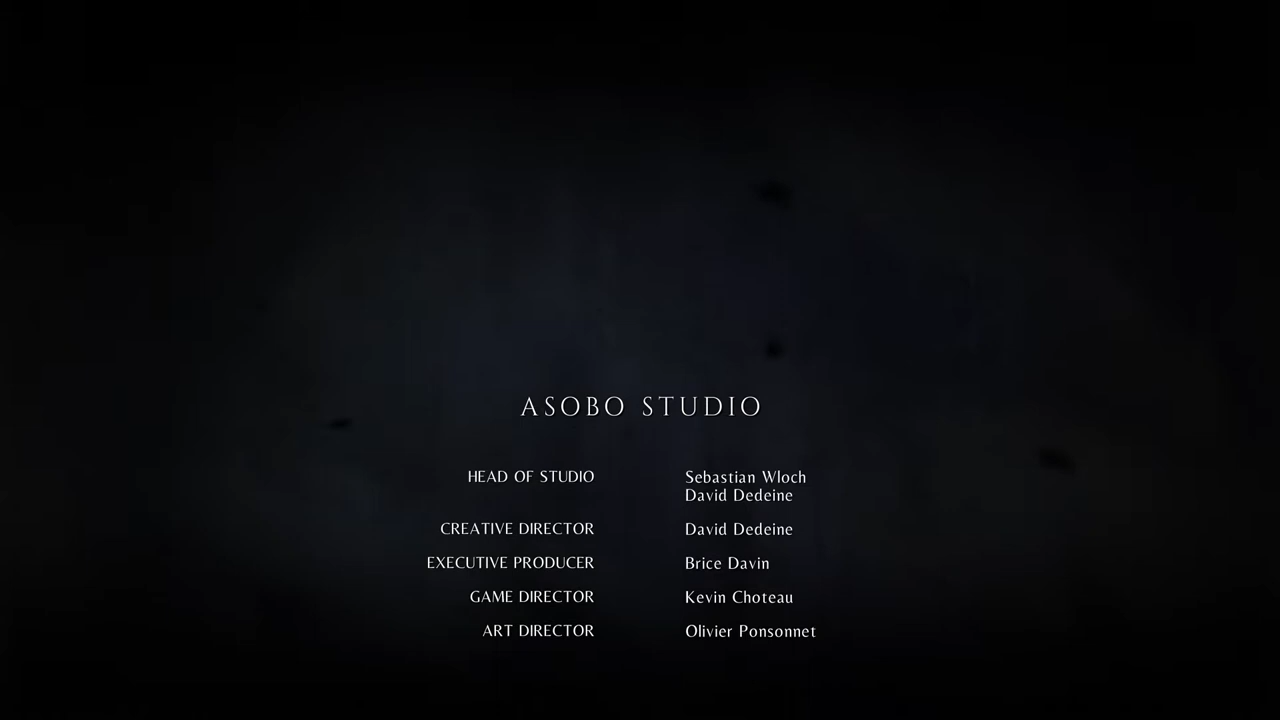 ASOBO STUDIO
HEAD OF STUDIO Sebastian Wloch
David Dedeine
CREATIVE DIRECTOR David Dedeine
EXECUTIVE PRODUCER Brice Davin
GAME DIRECTOR Kevin Choteau
ART DIRECTOR Olivier Ponsonnet